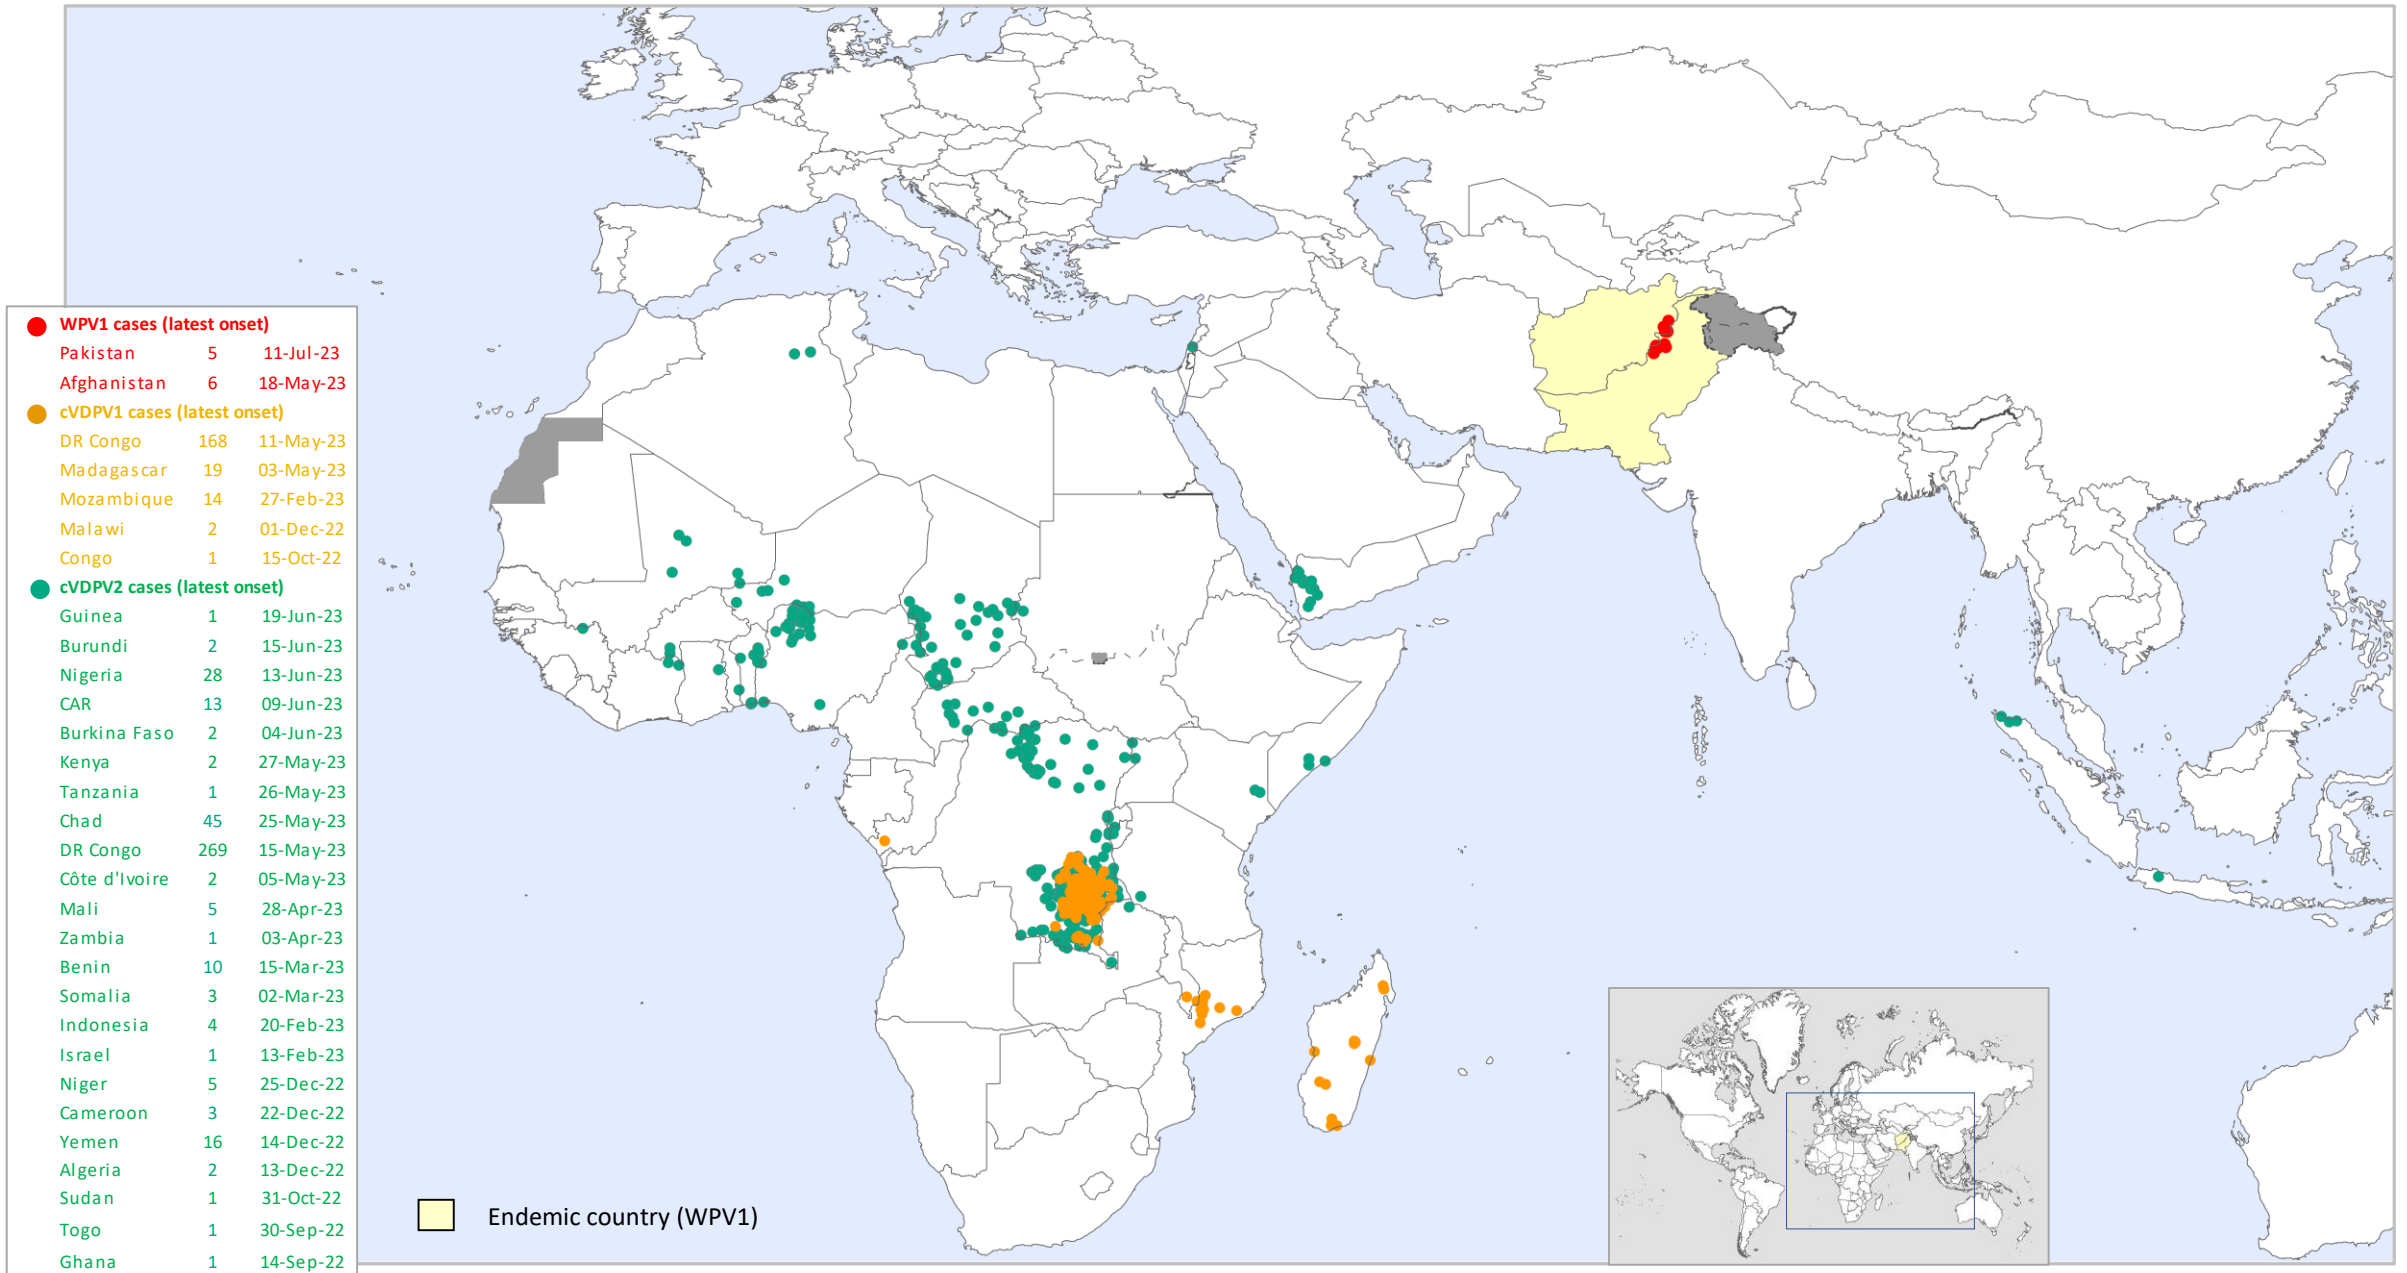 WPV1 cases (latest onset)
Pakistan 5 11-Jul-23
Afghanistan 6 18-May-23
cVDPV1 cases (latest onset)
DR Congo 168 11-May-23
Madagascar 19 03-May-23
Mozambique 14 27-Feb-23
Malawi 2 01-Dec-22
Congo 1 15-Oct-22
cVDPV2 cases (latest onset)
Guinea 1 19-Jun-23
Burundi 2 15-Jun-23
Nigeria 28 13-Jun-23
CAR 13 09-Jun-23
Burkina Faso 2 04-Jun-23
Kenya 2 27-May-23
Tanzania 1 26-May-23
Chad 45 25-May-23
DR Congo 269 15-May-23
Côte d'Ivoire 2 05-May-23
Mali 5 28-Apr-23
Zambia 1 03-Apr-23
Benin 10 15-Mar-23
Somalia 3 02-Mar-23
Indonesia 4 20-Feb-23
Israel 1 13-Feb-23
Niger 5 25-Dec-22
Cameroon 3 22-Dec-22
Yemen 16 14-Dec-22
Algeria 2 13-Dec-22
Sudan 1 31-Oct-22
Togo 1 30-Sep-22
Ghana 1 14-Sep-22
Endemic country (WPV1)